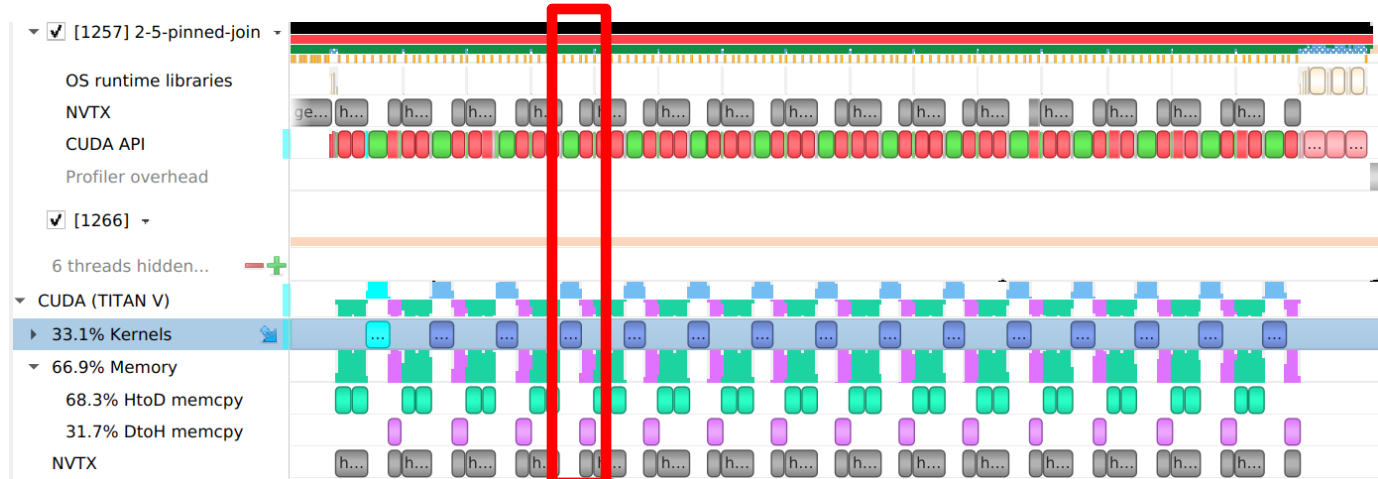 [1257] 2-5-pinned-join
OS runtime libraries
NVTX ge... h... h... h... h. h... h... h... h... h... h... h... h... h... h... h...
CUDA API ... ...
Profiler overhead
[1266]
6 threads hidden...
CUDA (TITAN V)
33.1% Kernels ... ... ... ... ... ... ... ... ... ... ... ... ... ... ...
66.9% Memory
68.3% HtoD memcpy
31.7% DtoH memcpy
NVTX h... h... h... h. h... h... h... h... h... h... h... h... h... h... h...